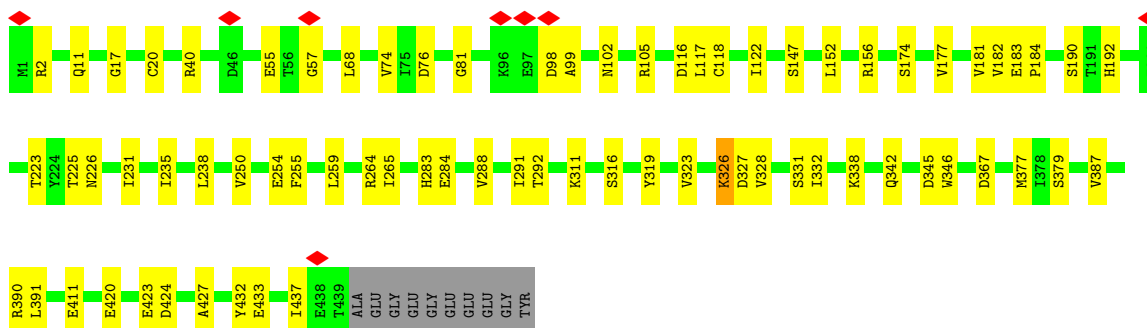 M1 R2 Q11 G17 C20 R40 D46 E55 T56 G57 L68 V74 I75 D76 G81 K96 E97 D98 A99 N102 R105 D116 L117 C118 I122 S147 L152 R156 S174 V177 V181 V182 E183 P184 S190 T191 H192
T223 Y224 T225 N226 I231 I235 L238 V250 E254 F255 L259 R264 I265 H283 E284 V288 I291 T292 K311 S316 Y319 V323 K326 D327 V328 S331 I332 K338 Q342 D345 W346 D367 M377 I378 S379 V387
R390 L391 E411 E420 E423 D424 A427 Y432 E433 I437 E438 T439 ALA GLU GLY GLU GLY GLU GLU GLU GLY TYR